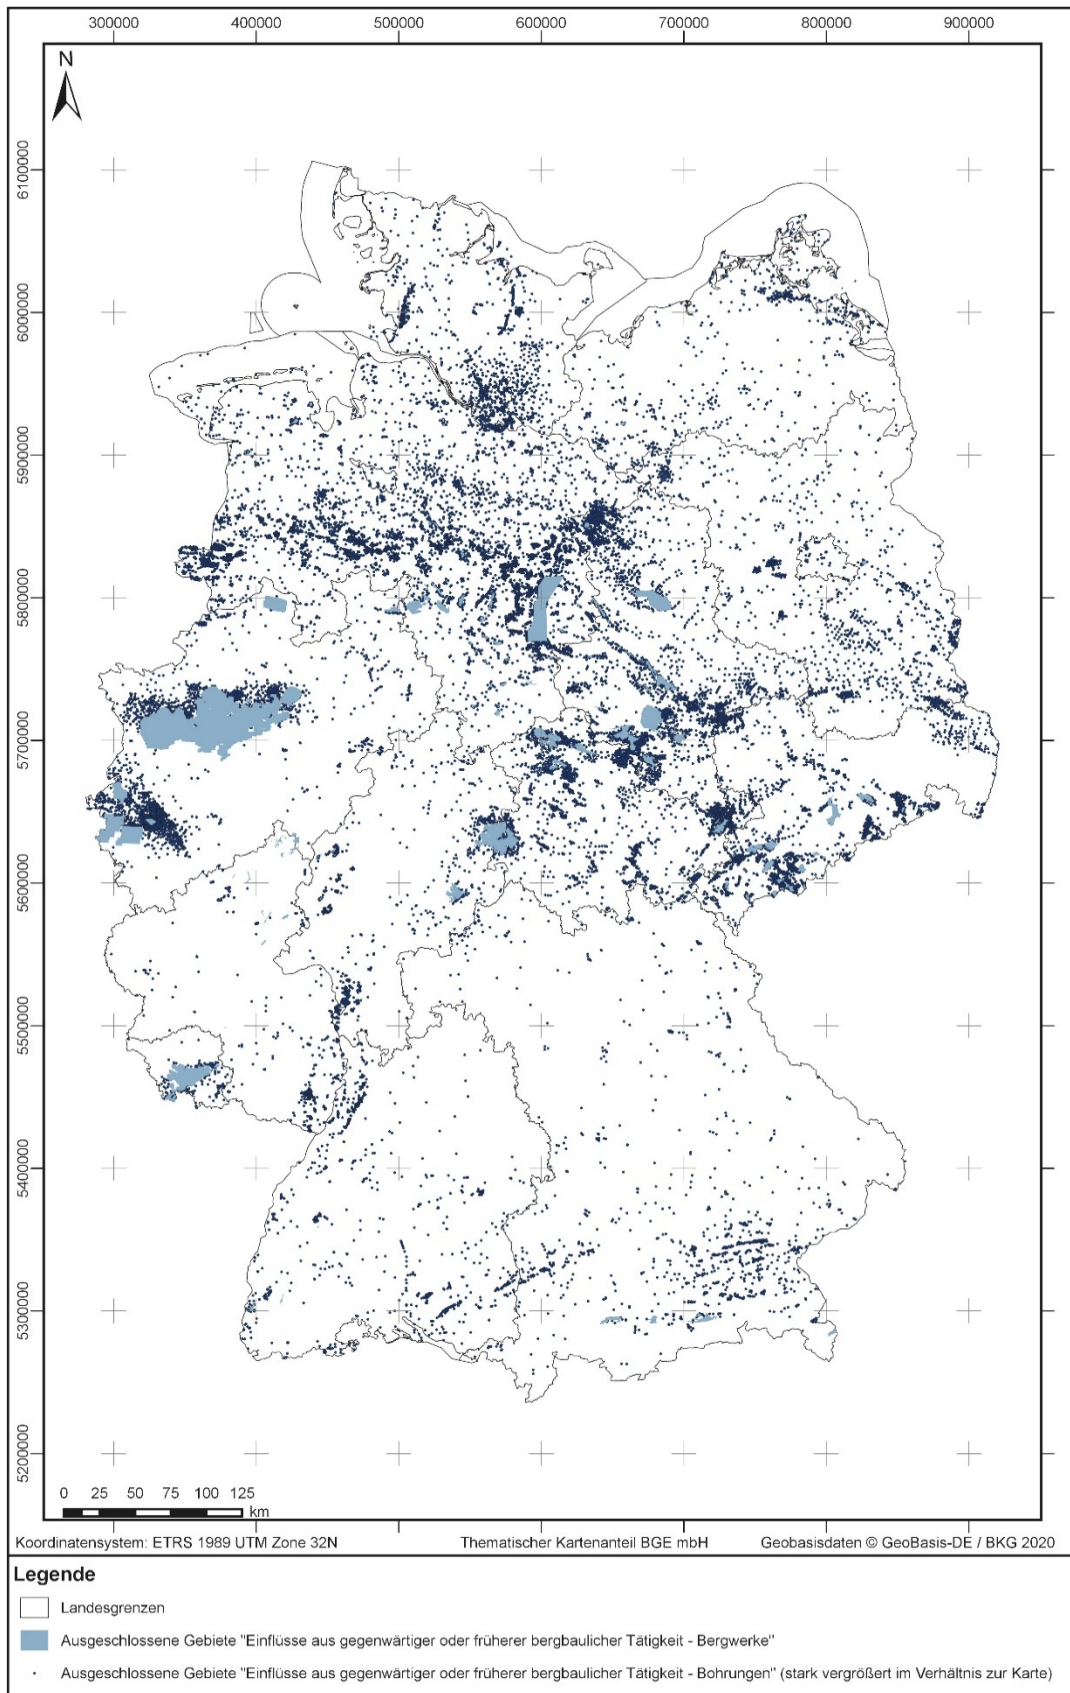 300000 400000 500000 600000 700000 800000 900000
N
6100000
6000000
5900000
5800000
5700000
5600000
5500000
5400000
5300000
5200000
0 25 50 75 100 125
km
Koordinatensystem: ETRS 1989 UTM Zone 32N Thematischer Kartenanteil BGE mbH Geobasisdaten © GeoBasis-DE / BKG 2020
Legende
Landesgrenzen
Ausgeschlossene Gebiete "Einflüsse aus gegenwärtiger oder früherer bergbaulicher Tätigkeit - Bergwerke"
Ausgeschlossene Gebiete "Einflüsse aus gegenwärtiger oder früherer bergbaulicher Tätigkeit - Bohrungen" (stark vergrößert im Verhältnis zur Karte)